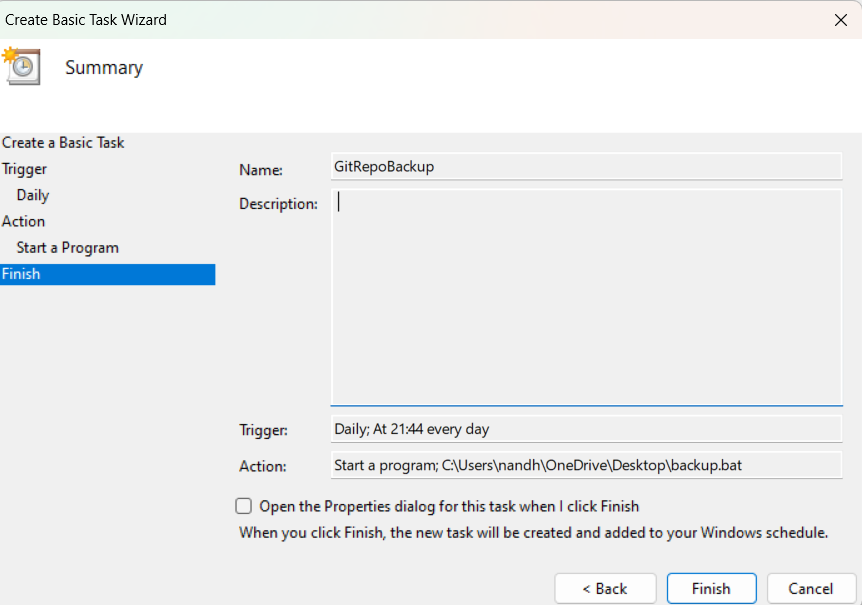 Create Basic Task Wizard
Summary
Create a Basic Task
Trigger
Daily
Action
Start a Program
Finish
Name:
GitRepoBackup
Description:
Trigger:
Daily; At 21:44 every day
Action:
Start a program; C:\Users\nandh\OneDrive\Desktop\backup.bat
Open the Properties dialog for this task when I click Finish
When you click Finish, the new task will be created and added to your Windows schedule.
< Back
Finish
Cancel